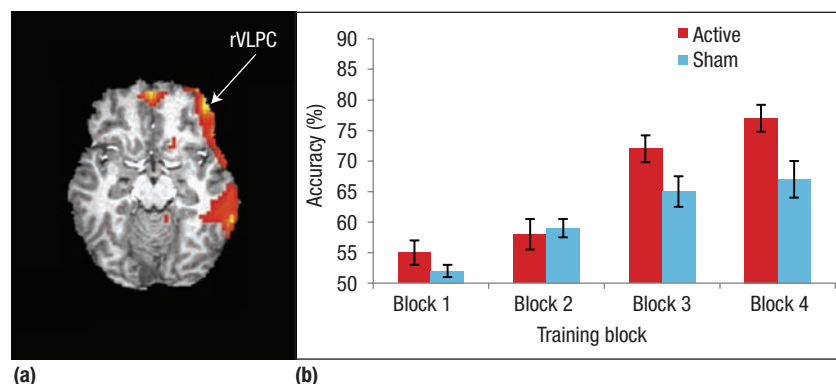 rVLPC
(a)
90
85
80
75
70
65
60
55
50
Accuracy (%)
Active
Sham
Block 1 Block 2 Block 3 Block 4
Training block
(b)